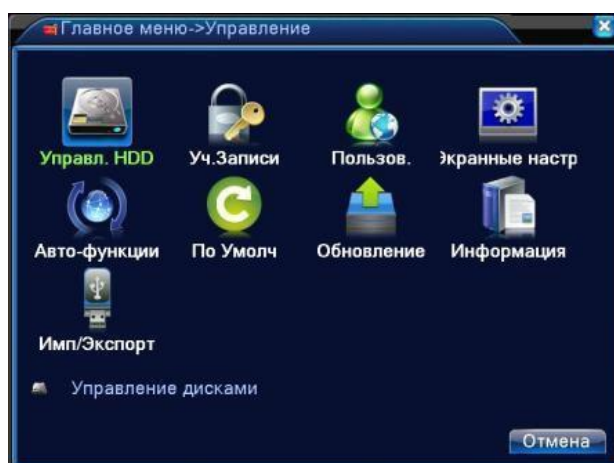 Главное меню->Управление
Управл. HDD Уч.Записи Пользов. Экранные настр
Авто-функции По Умолч Обновление Информация
Имп/Экспорт
Управление дисками
Отмена